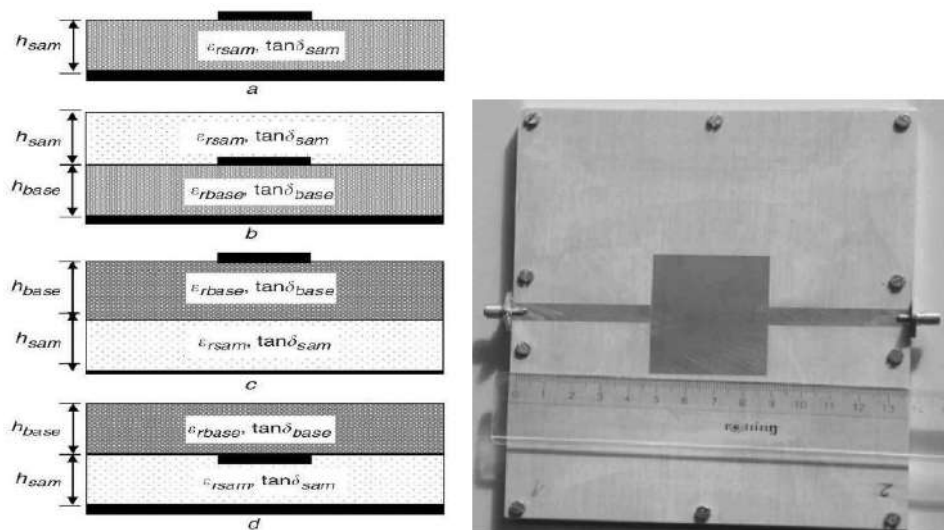 h_sam
ε_rsam, tanδ_sam
a
h_sam
ε_rsam, tanδ_sam
h_base
ε_rbase, tanδ_base
b
h_base
ε_rbase, tanδ_base
h_sam
ε_rsam, tanδ_sam
c
h_base
ε_rbase, tanδ_base
h_sam
ε_rsam, tanδ_sam
d
0 1 2 3 4 5 6 7 8 9 10 11 12 13